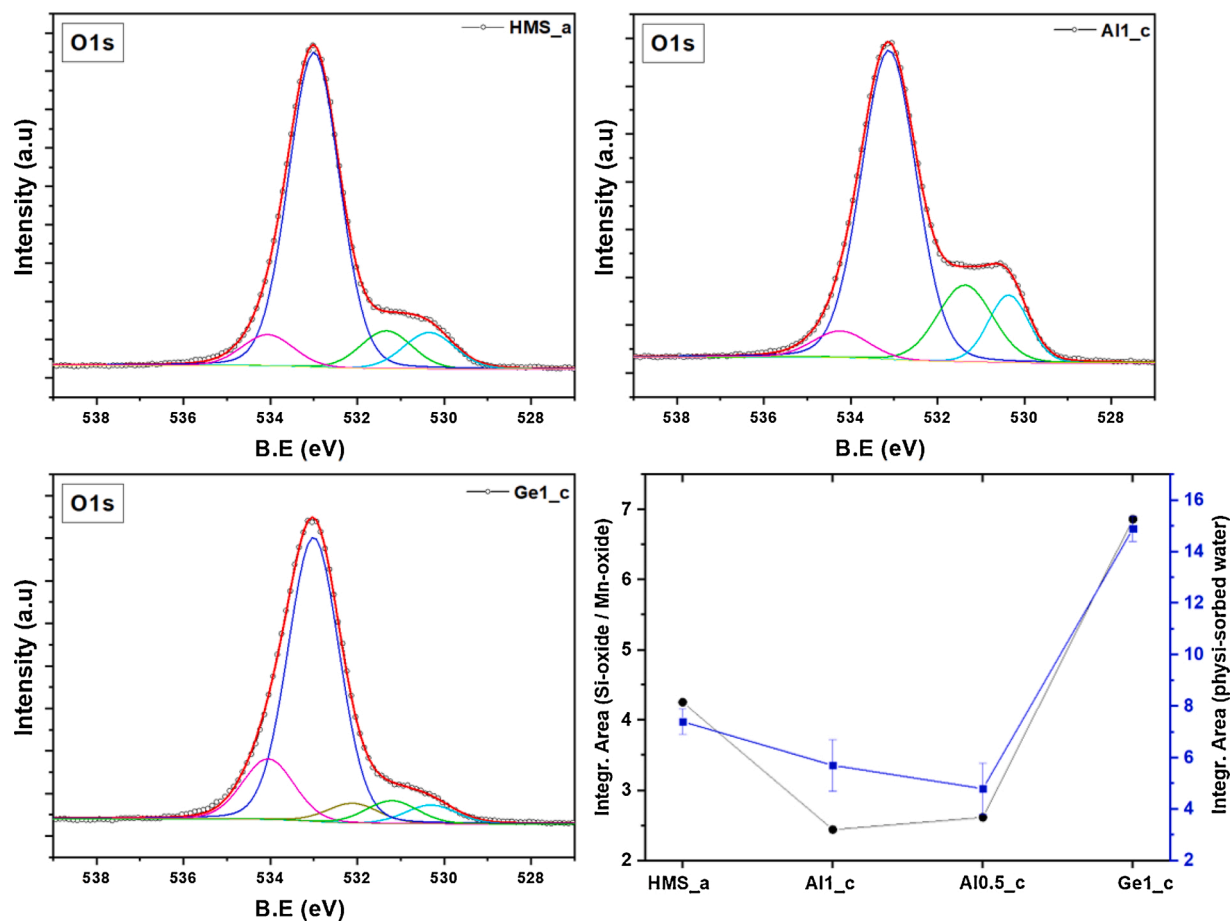 O1s
HMS_a
Intensity (a.u)
538 536 534 532 530 528
B.E (eV)
O1s
Al1_c
Intensity (a.u)
538 536 534 532 530 528
B.E (eV)
O1s
Ge1_c
Intensity (a.u)
538 536 534 532 530 528
B.E (eV)
Integr. Area (Si-oxide / Mn-oxide)
7
6
5
4
3
2
HMS_a Al1_c Al0.5_c Ge1_c
16
14
12
10
8
6
4
2
Integr. Area (physi-sorbed water)